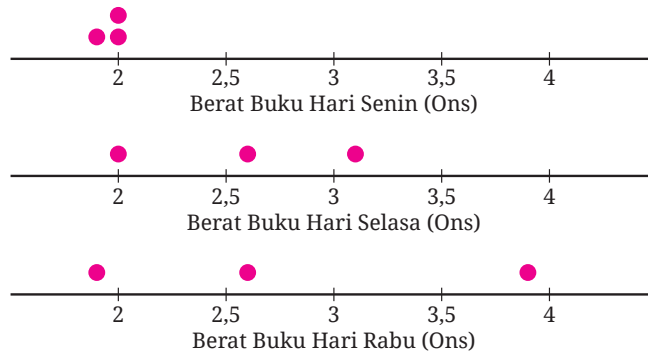 2 2,5 3 3,5 4
Berat Buku Hari Senin (Ons)
2 2,5 3 3,5 4
Berat Buku Hari Selasa (Ons)
2 2,5 3 3,5 4
Berat Buku Hari Rabu (Ons)